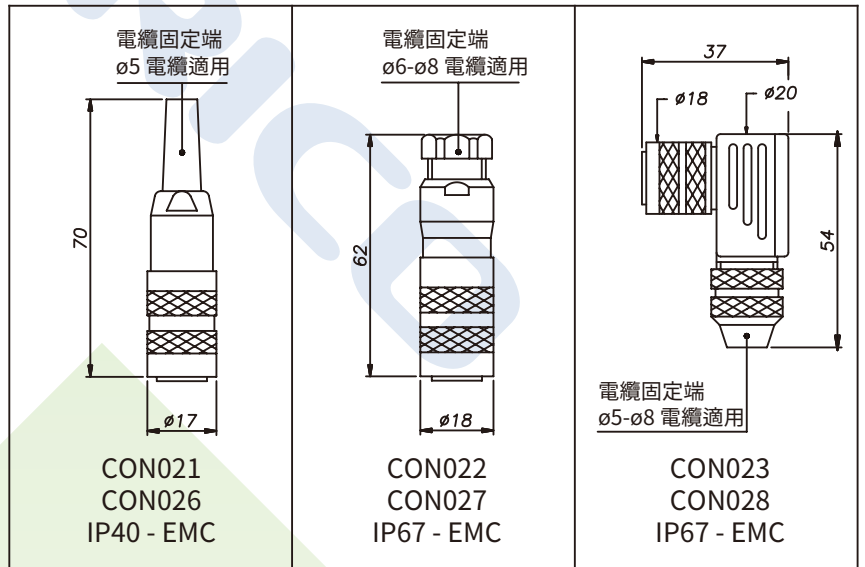 電纜固定端
ø5 電纜適用
70
ø17
CON021
CON026
IP40 - EMC
電纜固定端
ø6-ø8 電纜適用
62
ø18
CON022
CON027
IP67 - EMC
37
ø18
ø20
54
電纜固定端
ø5-ø8 電纜適用
CON023
CON028
IP67 - EMC
RICO